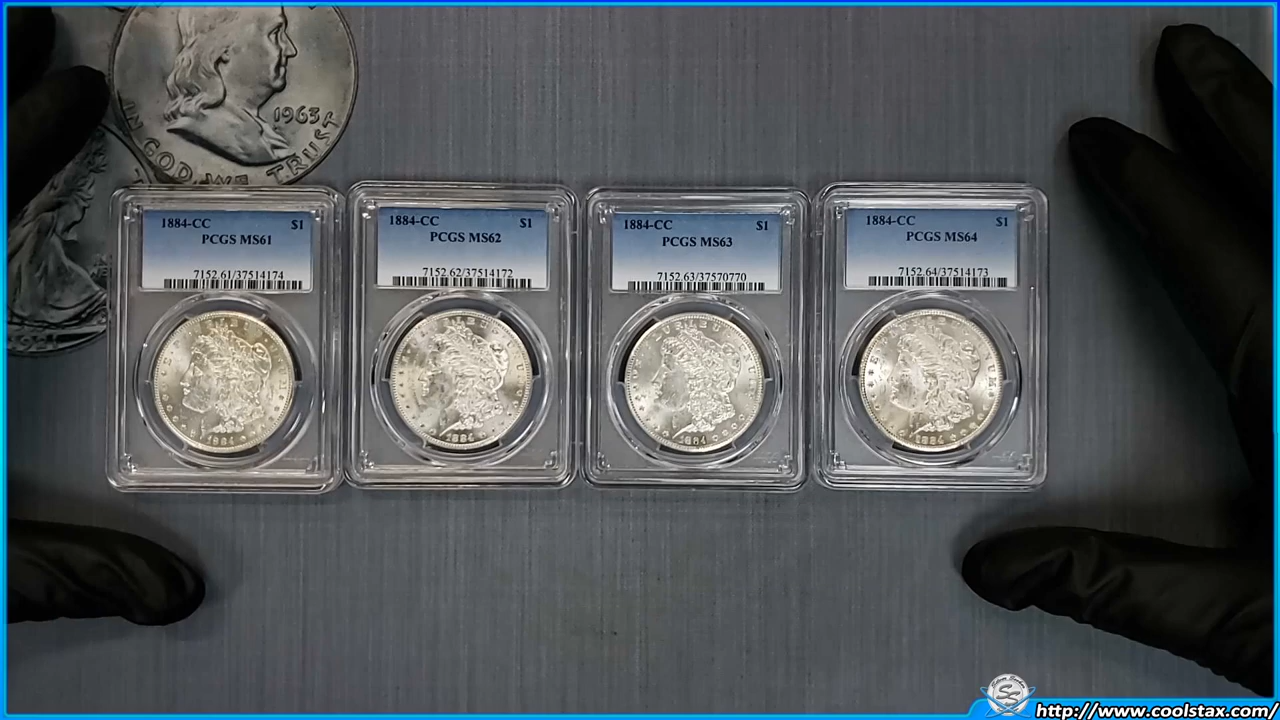 1963
IN GOD WE TRUST
1884-CC $1
PCGS MS61
7152.61/37514174
1884-CC $1
PCGS MS62
7152.62/37514172
1884-CC $1
PCGS MS63
7152.63/37570770
1884-CC $1
PCGS MS64
7152.64/37514173
1884
1884
1884
1884
http://www.coolstax.com/